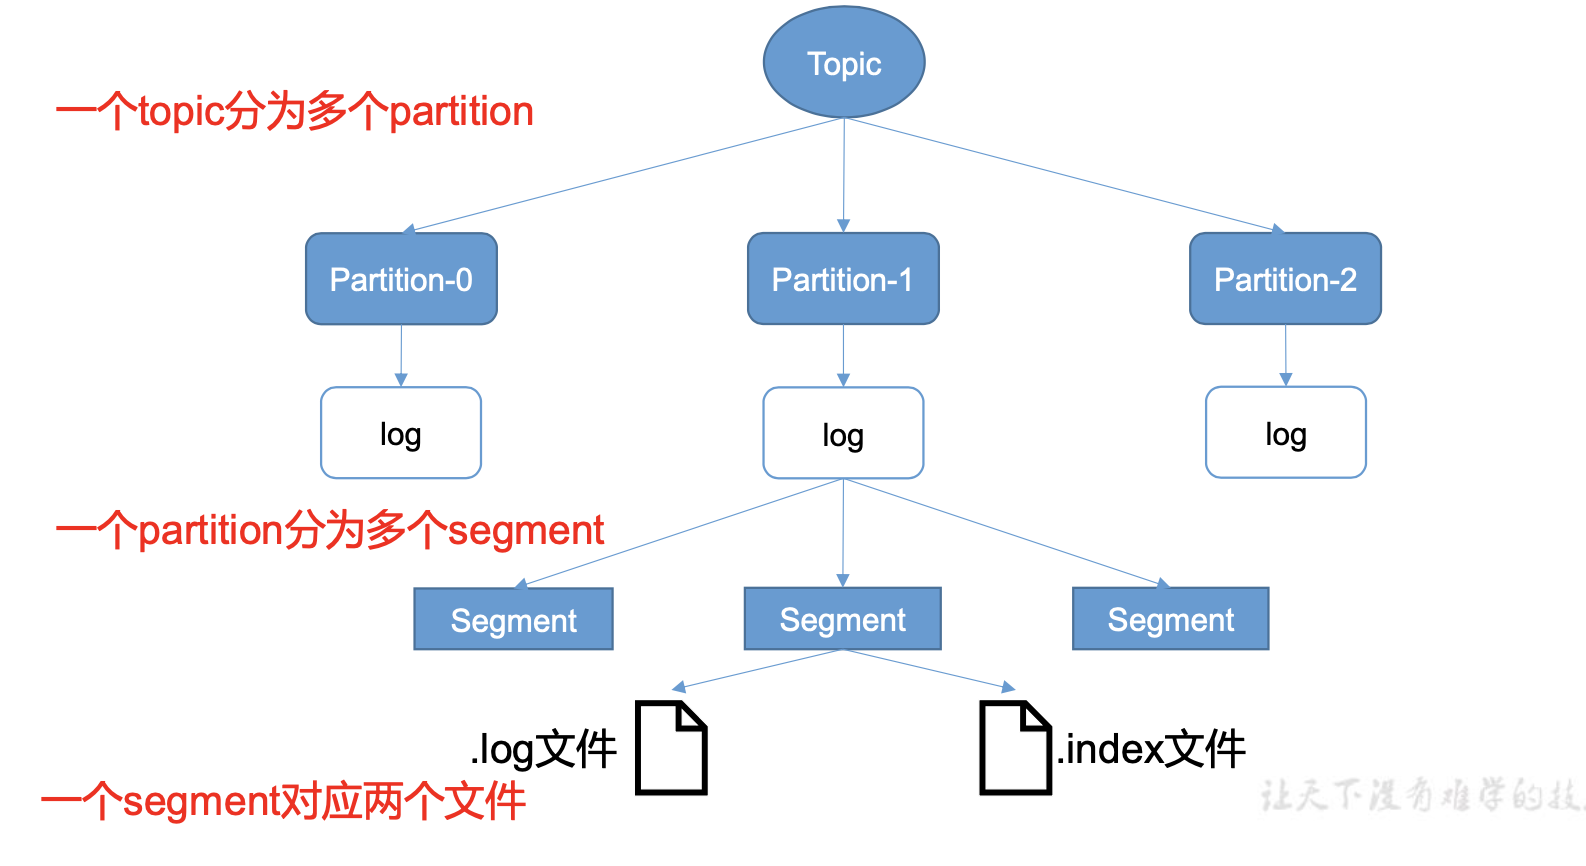 Topic
一个topic分为多个partition
Partition-0
Partition-1
Partition-2
log
log
log
一个partition分为多个segment
Segment
Segment
Segment
.log文件
.index文件
一个segment对应两个文件
让天下没有难学的技